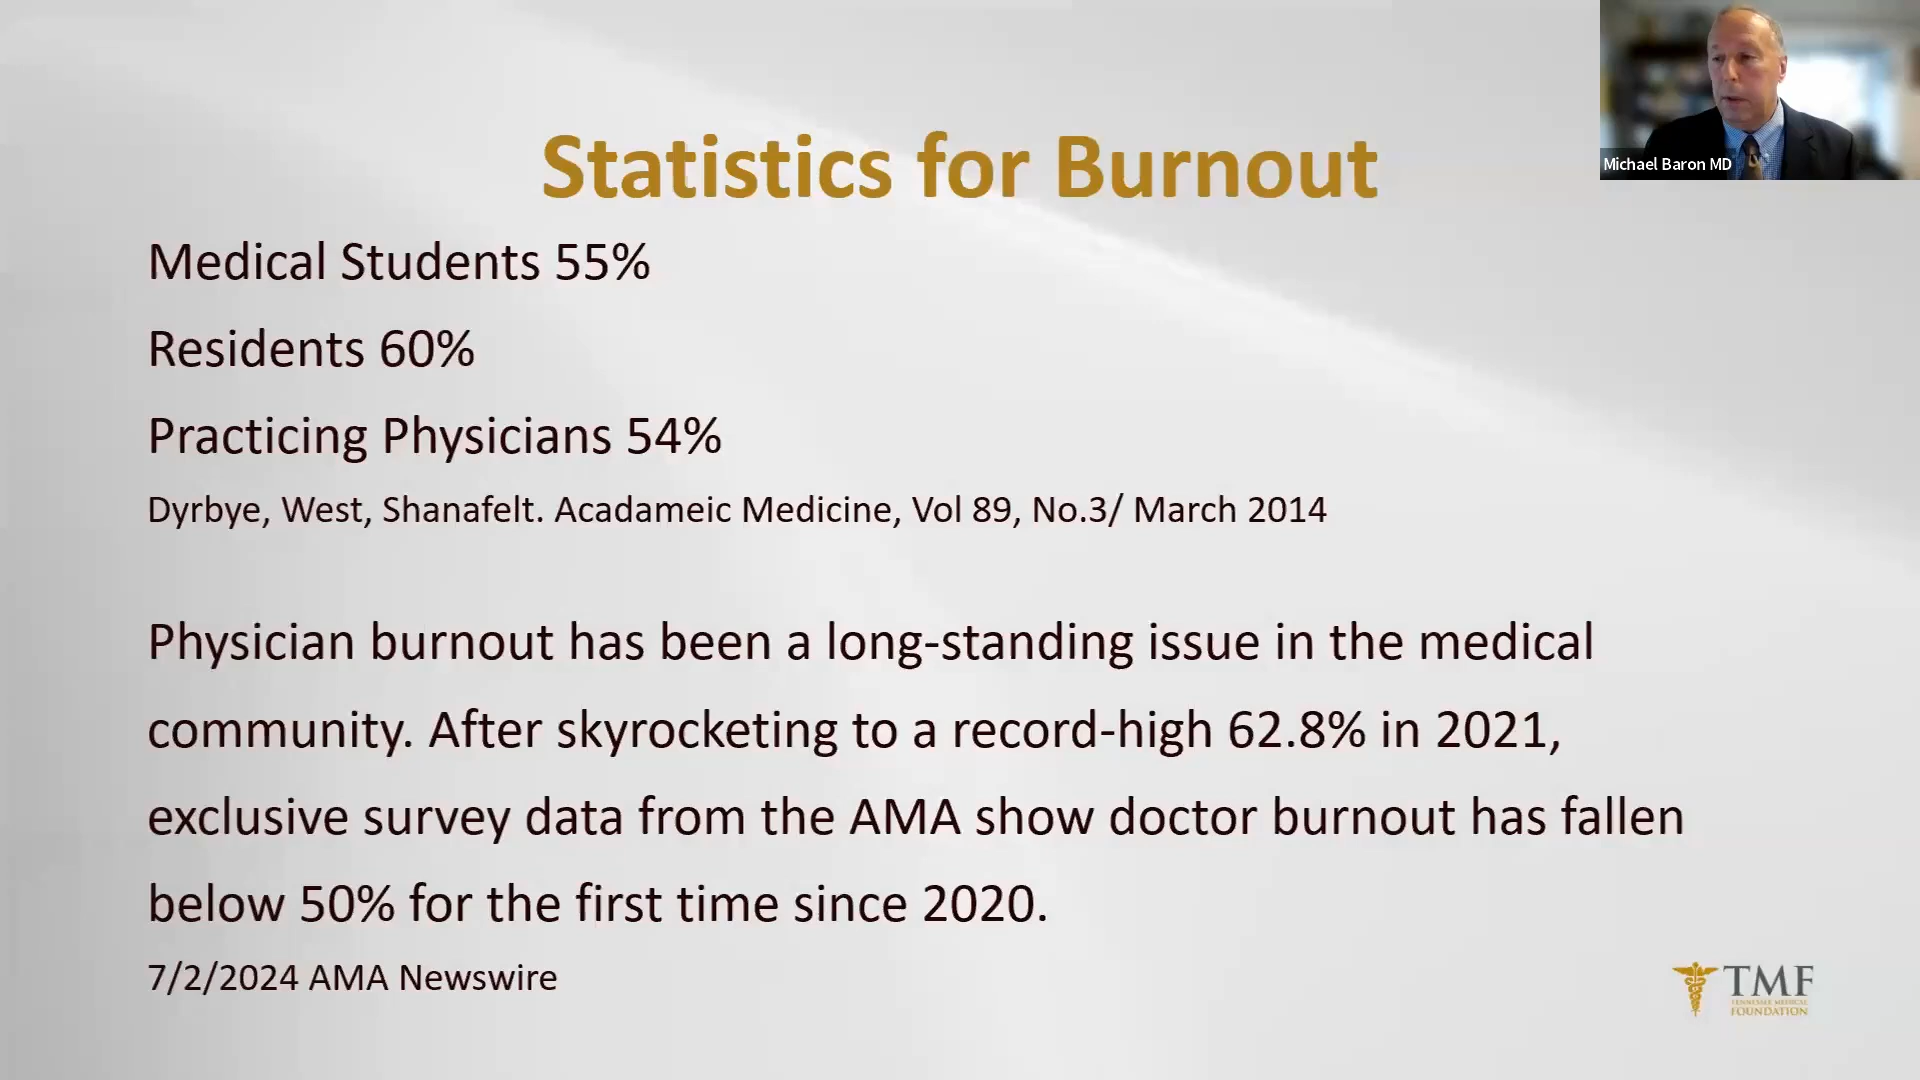 Michael Baron MD
Statistics for Burnout
Medical Students 55%
Residents 60%
Practicing Physicians 54%
Dyrbye, West, Shanafelt. Acadameic Medicine, Vol 89, No.3/ March 2014
Physician burnout has been a long-standing issue in the medical
community. After skyrocketing to a record-high 62.8% in 2021,
exclusive survey data from the AMA show doctor burnout has fallen
below 50% for the first time since 2020.
7/2/2024 AMA Newswire
TMF
TENNESSEE MEDICAL
FOUNDATION